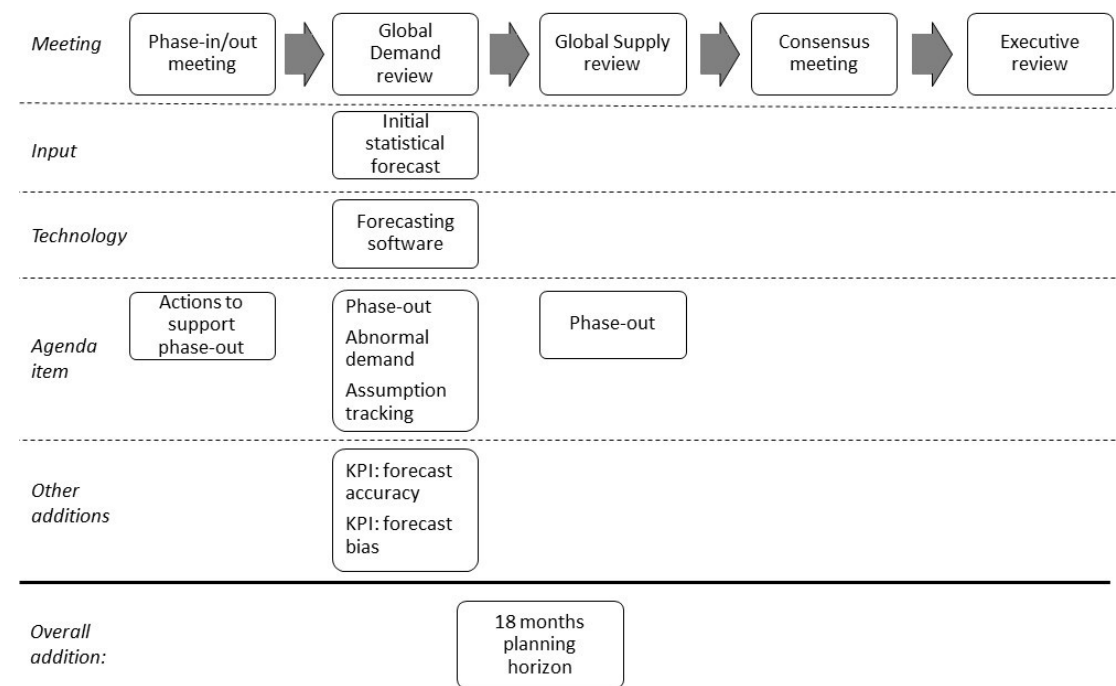 Meeting
Phase-in/out
meeting
Global
Demand
review
Global Supply
review
Consensus
meeting
Executive
review
Input
Initial
statistical
forecast
Technology
Forecasting
software
Agenda
item
Actions to
support
phase-out
Phase-out
Abnormal
demand
Assumption
tracking
Phase-out
Other
additions
KPI: forecast
accuracy
KPI: forecast
bias
Overall
addition:
18 months
planning
horizon